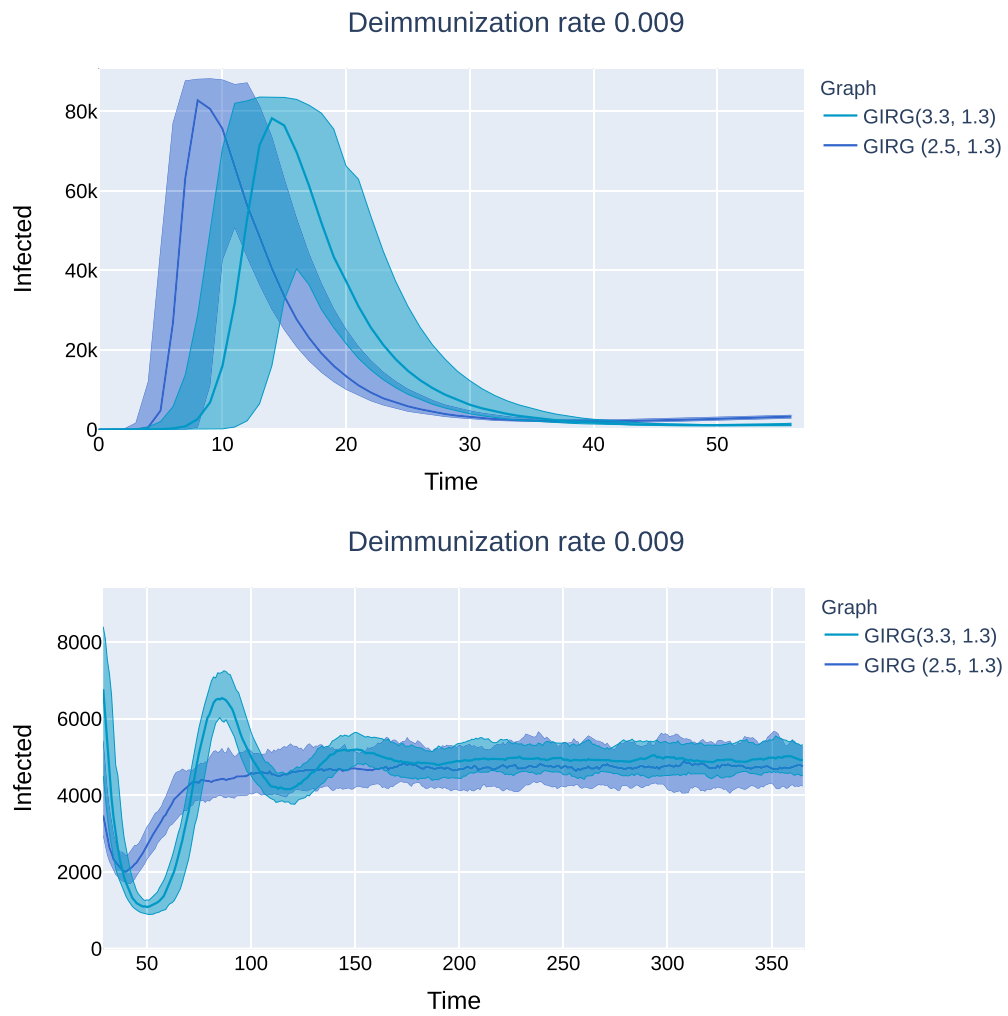 Deimmunization rate 0.009
Graph
GIRG(3.3, 1.3)
GIRG (2.5, 1.3)
Infected
80k
60k
40k
20k
0
0 10 20 30 40 50
Time
Deimmunization rate 0.009
Graph
GIRG(3.3, 1.3)
GIRG (2.5, 1.3)
Infected
8000
6000
4000
2000
0
50 100 150 200 250 300 350
Time